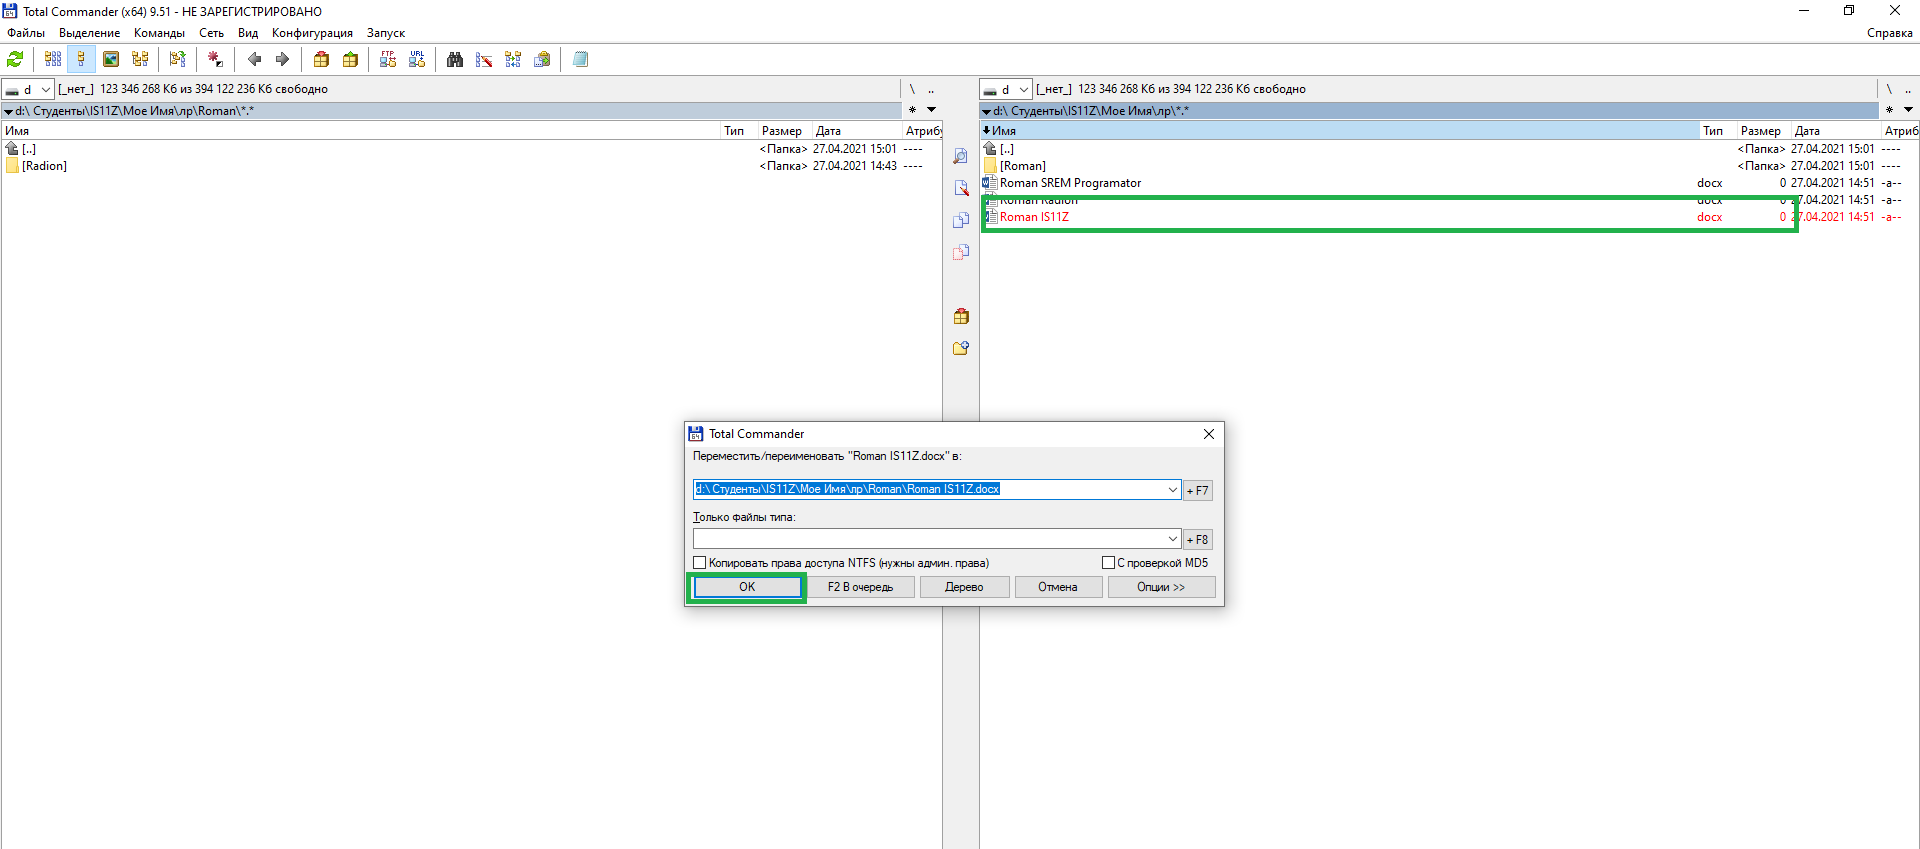 Total Commander (x64) 9.51 - НЕ ЗАРЕГИСТРИРОВАНО
Файлы Выделение Команды Сеть Вид Конфигурация Запуск Справка
FTP URL
d [_нет_] 123 346 268 Кб из 394 122 236 Кб свободно \ ..
d:\ Студенты\IS11Z\Мое Имя\лр\Roman\*.* *
Имя Тип Размер Дата Атрибу
[..] <Папка> 27.04.2021 15:01 ----
[Radion] <Папка> 27.04.2021 14:43 ----
d [_нет_] 123 346 268 Кб из 394 122 236 Кб свободно \ ..
d:\ Студенты\IS11Z\Мое Имя\лр\*.* *
Имя Тип Размер Дата Атриб
[..] <Папка> 27.04.2021 15:01 ----
[Roman] <Папка> 27.04.2021 15:01 ----
Roman SREM Programator docx 0 27.04.2021 14:51 -a--
Roman Radion docx 0 27.04.2021 14:51 -a--
Roman IS11Z docx 0 27.04.2021 14:51 -a--
64 Total Commander
Переместить/переименовать "Roman IS11Z.docx" в:
d:\ Студенты\IS11Z\Мое Имя\лр\Roman\Roman IS11Z.docx + F7
Только файлы типа:
+ F8
Копировать права доступа NTFS (нужны админ. права) С проверкой MD5
OK F2 В очередь Дерево Отмена Опции >>